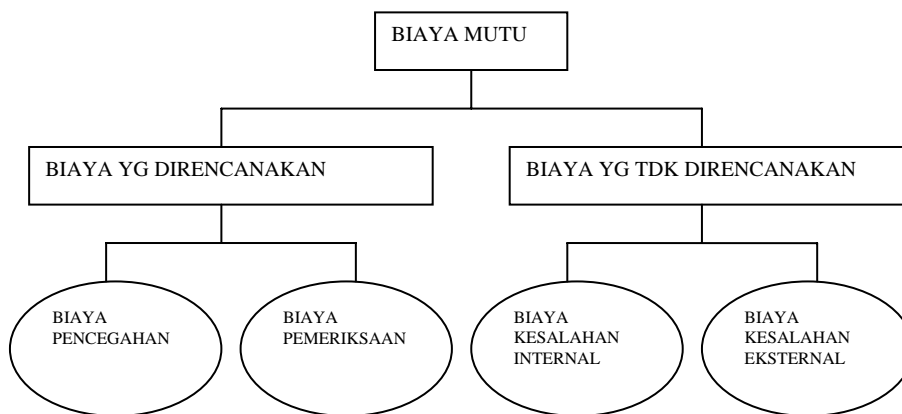 BIAYA MUTU
BIAYA YG DIRENCANAKAN
BIAYA YG TDK DIRENCANAKAN
BIAYA
PENCEGAHAN
BIAYA
PEMERIKSAAN
BIAYA
KESALAHAN
INTERNAL
BIAYA
KESALAHAN
EKSTERNAL